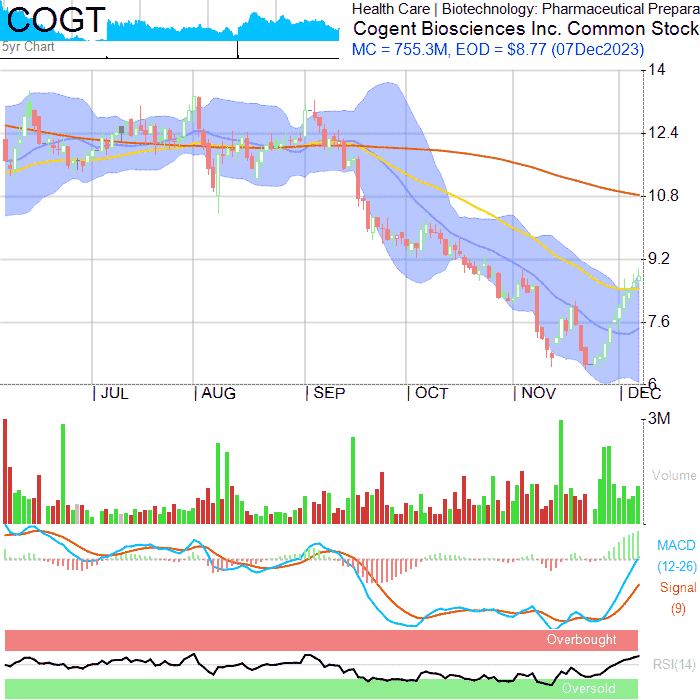 COGT
5yr Chart
Health Care | Biotechnology: Pharmaceutical Prepara
Cogent Biosciences Inc. Common Stock
MC = 755.3M, EOD = $8.77 (07Dec2023)
14
12.4
10.8
9.2
7.6
6
JUL AUG SEP OCT NOV DEC
3M
Volume
MACD
(12-26)
Signal
(9)
Overbought
RSI(14)
Oversold